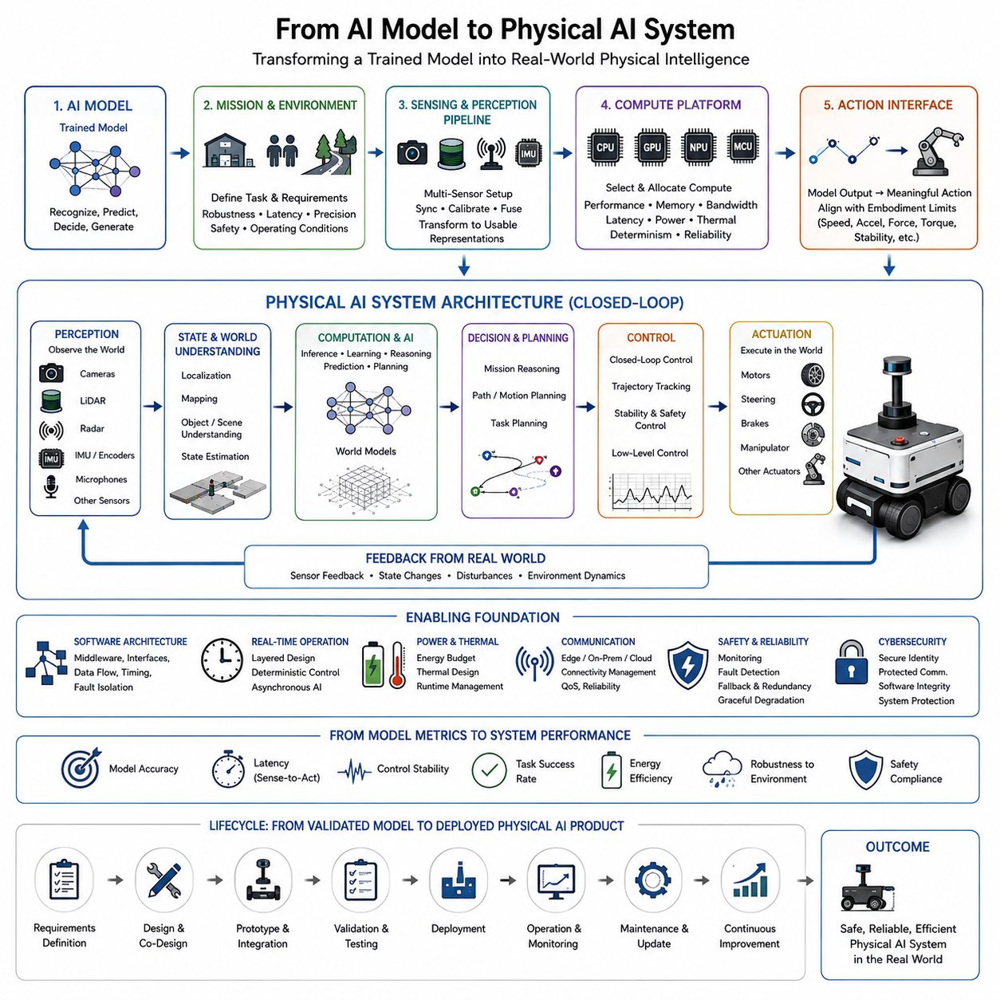 From AI Model to Physical AI System
Transforming a Trained Model into Real-World Physical Intelligence
1. AI MODEL
Trained Model
Recognize, Predict,
Decide, Generate
2. MISSION & ENVIRONMENT
Define Task & Requirements
Robustness • Latency • Precision
Safety • Operating Conditions
3. SENSING & PERCEPTION
PIPELINE
IMU
Multi-Sensor Setup
Sync • Calibrate • Fuse
Transform to Usable
Representations
4. COMPUTE PLATFORM
CPU
GPU
NPU
MCU
Select & Allocate Compute
Performance • Memory • Bandwidth
Latency • Power • Thermal
Determinism • Reliability
5. ACTION INTERFACE
Model Output → Meaningful Action
Align with Embodiment Limits
(Speed, Accel, Force, Torque,
Stability, etc.)
PHYSICAL AI SYSTEM ARCHITECTURE (CLOSED-LOOP)
PERCEPTION
Observe the World
Cameras
LiDAR
Radar
IMU
IMU / Encoders
Microphones
Other Sensors
STATE & WORLD
UNDERSTANDING
Localization
Mapping
Object / Scene
Understanding
State Estimation
COMPUTATION & AI
Inference • Learning • Reasoning
Prediction • Planning
World Models
DECISION & PLANNING
Mission Reasoning
Path / Motion Planning
Task Planning
CONTROL
Closed-Loop Control
Trajectory Tracking
Stability & Safety
Control
Low-Level Control
ACTUATION
Execute in the World
Motors
Steering
Brakes
Manipulator
Other Actuators
FEEDBACK FROM REAL WORLD
Sensor Feedback • State Changes • Disturbances • Environment Dynamics
ENABLING FOUNDATION
SOFTWARE ARCHITECTURE
Middleware, Interfaces,
Data Flow, Timing,
Fault Isolation
REAL-TIME OPERATION
Layered Design
Deterministic Control
Asynchronous AI
POWER & THERMAL
Energy Budget
Thermal Design
Runtime Management
COMMUNICATION
Edge / On-Prem / Cloud
Connectivity Management
QoS, Reliability
SAFETY & RELIABILITY
Monitoring
Fault Detection
Fallback & Redundancy
Graceful Degradation
CYBERSECURITY
Secure Identity
Protected Comm.
Software Integrity
System Protection
FROM MODEL METRICS TO SYSTEM PERFORMANCE
Model Accuracy
Latency
(Sense-to-Act)
Control Stability
Task Success
Rate
Energy
Efficiency
Robustness to
Environment
Safety
Compliance
LIFECYCLE: FROM VALIDATED MODEL TO DEPLOYED PHYSICAL AI PRODUCT
Requirements
Definition
Design &
Co-Design
Prototype &
Integration
Validation &
Testing
Deployment
Operation &
Monitoring
Maintenance &
Update
Continuous
Improvement
OUTCOME
Safe, Reliable, Efficient
Physical AI System
in the Real World